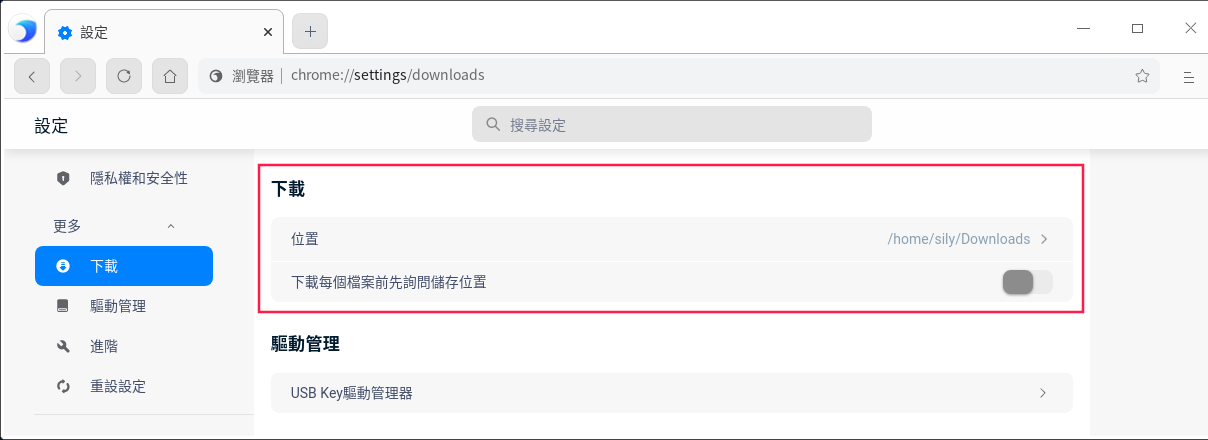 設定
瀏覽器 | chrome://settings/downloads
設定
搜尋設定
隱私權和安全性
更多
下載
驅動管理
進階
重設設定
下載
位置
/home/sily/Downloads
下載每個檔案前先詢問儲存位置
驅動管理
USB Key驅動管理器